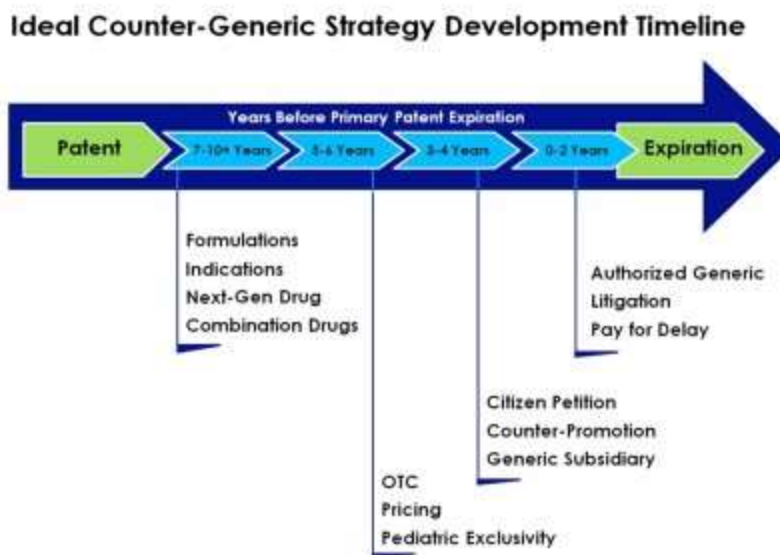 Ideal Counter-Generic Strategy Development Timeline
Years Before Primary Patent Expiration
Patent
7-10+ Years
5-6 Years
3-4 Years
0-2 Years
Expiration
Formulations
Indications
Next-Gen Drug
Combination Drugs
Authorized Generic
Litigation
Pay for Delay
Citizen Petition
Counter-Promotion
Generic Subsidiary
OTC
Pricing
Pediatric Exclusivity